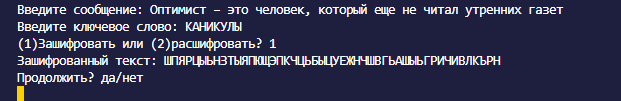 Введите сообщение: Оптимист – это человек, который еще не читал утренних газет
Введите ключевое слово: КАНИКУЛЫ
(1)Зашифровать или (2)расшифровать? 1
Зашифрованный текст: ШПЯРЦЫЬНЗТЫЯПЮЩЭПКЧЦЬБЫЦУЕЖНЧШВГЬАШЫЬГРИЧИВЛКЪРН
Продолжить? да/нет